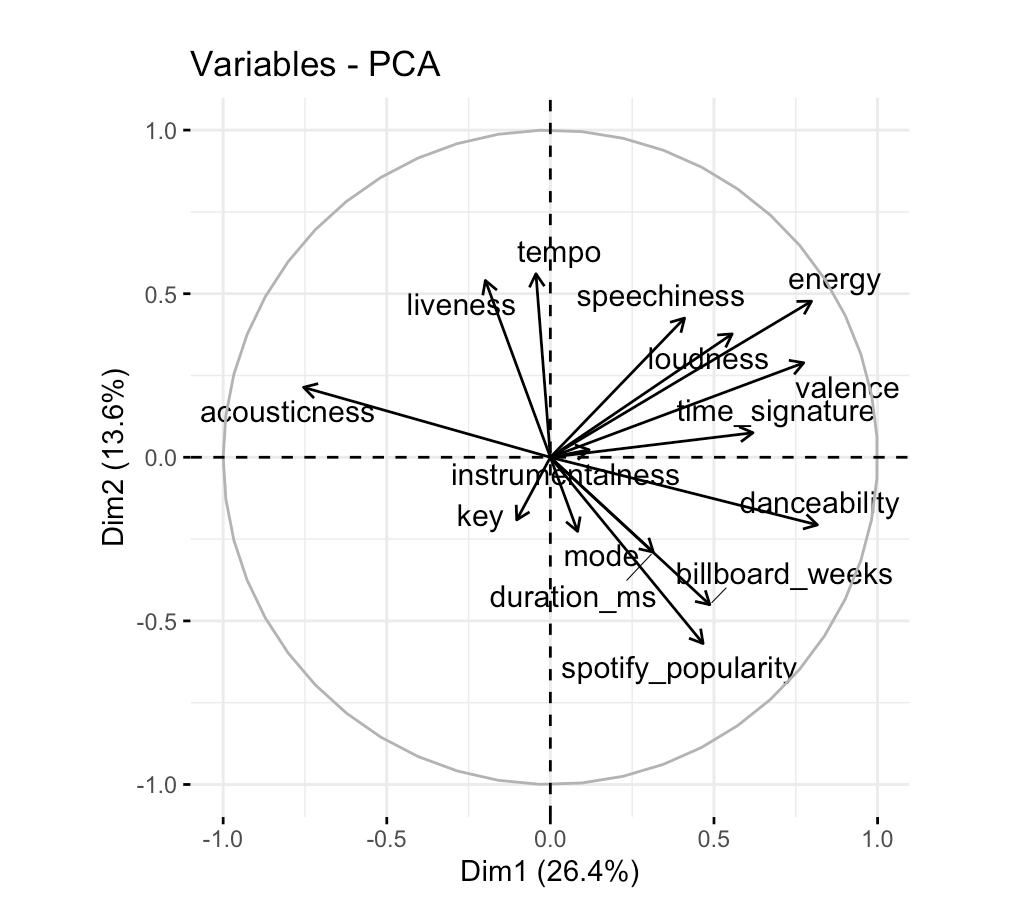 Variables - PCA
1.0
tempo
energy
0.5
speechiness
liveness
loudness
valence
acousticness
time_signature
0.0
instrumentalness
danceability
key
mode
billboard_weeks
duration_ms
-0.5
spotify_popularity
-1.0
-1.0 -0.5 0.0 0.5 1.0
Dim1 (26.4%)
Dim2 (13.6%)